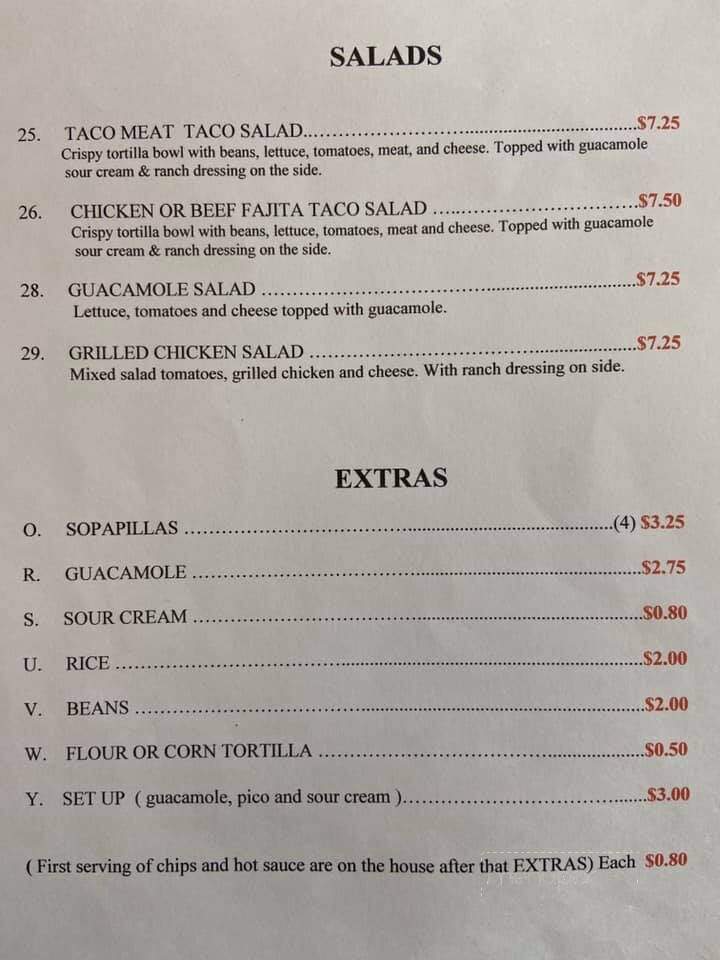 SALADS
25. TACO MEAT TACO SALAD.......................................................$7.25
Crispy tortilla bowl with beans, lettuce, tomatoes, meat, and cheese. Topped with guacamole
sour cream & ranch dressing on the side.
26. CHICKEN OR BEEF FAJITA TACO SALAD ..................................$7.50
Crispy tortilla bowl with beans, lettuce, tomatoes, meat and cheese. Topped with guacamole
sour cream & ranch dressing on the side.
28. GUACAMOLE SALAD ..............................................................$7.25
Lettuce, tomatoes and cheese topped with guacamole.
29. GRILLED CHICKEN SALAD ......................................................$7.25
Mixed salad tomatoes, grilled chicken and cheese. With ranch dressing on side.
EXTRAS
O. SOPAPILLAS .......................................................................(4) $3.25
R. GUACAMOLE ...........................................................................$2.75
S. SOUR CREAM ..........................................................................$0.80
U. RICE .......................................................................................$2.00
V. BEANS ....................................................................................$2.00
W. FLOUR OR CORN TORTILLA ....................................................$0.50
Y. SET UP ( guacamole, pico and sour cream )........................................$3.00
( First serving of chips and hot sauce are on the house after that EXTRAS) Each $0.80